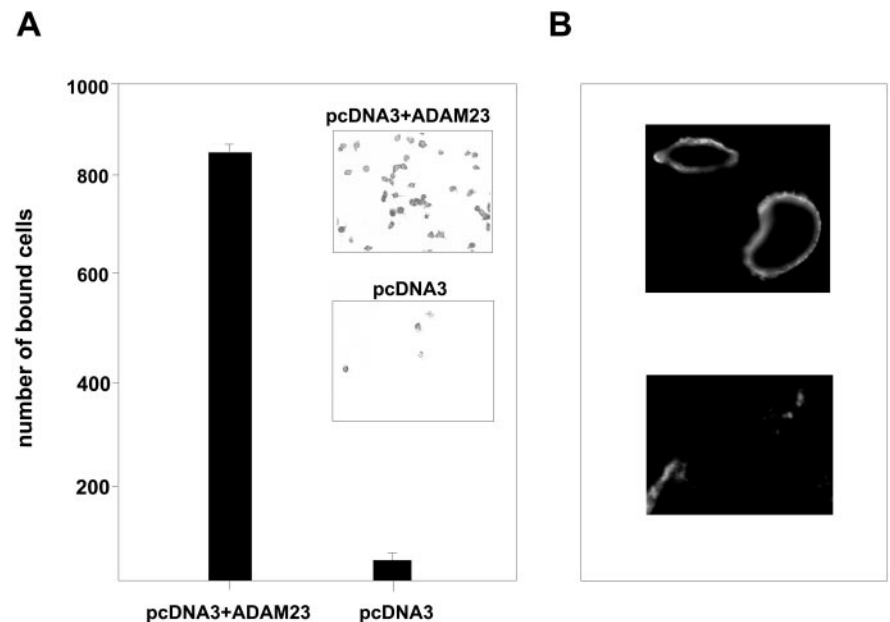 A
B
1000
800
600
400
200
number of bound cells
pcDNA3+ADAM23
pcDNA3
pcDNA3+ADAM23
pcDNA3